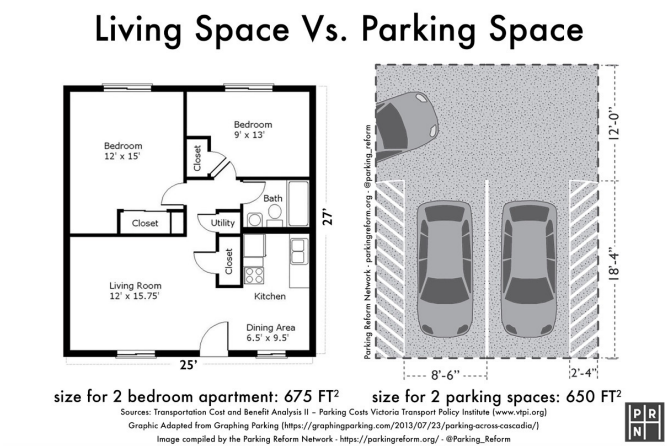 Living Space Vs. Parking Space
Bedroom
12' x 15'
Bedroom
9' x 13'
Closet
Bath
Closet
Utility
Closet
Living Room
12' x 15.75'
Kitchen
Dining Area
6.5' x 9.5'
27'
25'
Parking Reform Network - parkingreform.org - @parking_reform
12'-0"
18'-4"
8'-6"
2'-4"
size for 2 bedroom apartment: 675 FT²
size for 2 parking spaces: 650 FT²
Sources: Transportation Cost and Benefit Analysis II – Parking Costs Victoria Transport Policy Institute (www.vtpi.org)
Graphic Adapted from Graphing Parking (https://graphingparking.com/2013/07/23/parking-across-cascadia/)
Image compiled by the Parking Reform Network - https://parkingreform.org/ - @Parking_Reform
P R
R N